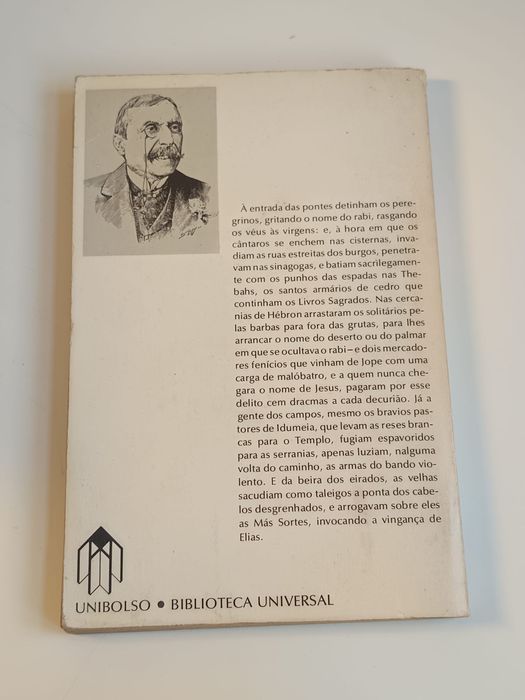 À entrada das pontes detinham os pere-
grinos, gritando o nome do rabi, rasgando
os véus às virgens: e, à hora em que os
cântaros se enchem nas cisternas, inva-
diam as ruas estreitas dos burgos, penetra-
vam nas sinagogas, e batiam sacrilegamen-
te com os punhos das espadas nas The-
bahs, os santos armários de cedro que
continham os Livros Sagrados. Nas cerca-
nias de Hébron arrastaram os solitários pe-
las barbas para fora das grutas, para lhes
arrancar o nome do deserto ou do palmar
em que se ocultava o rabi – e dois mercado-
res fenícios que vinham de Jope com uma
carga de malóbatro, e a quem nunca che-
gara o nome de Jesus, pagaram por esse
delito cem dracmas a cada decurião. Já a
gente dos campos, mesmo os bravios pas-
tores de Idumeia, que levam as reses bran-
cas para o Templo, fugiam espavoridos
para as serranias, apenas luziam, nalguma
volta do caminho, as armas do bando vio-
lento. E da beira dos eirados, as velhas
sacudiam como taleigos a ponta dos cabe-
los desgrenhados, e arrogavam sobre eles
as Más Sortes, invocando a vingança de
Elias.
UNIBOLSO • BIBLIOTECA UNIVERSAL